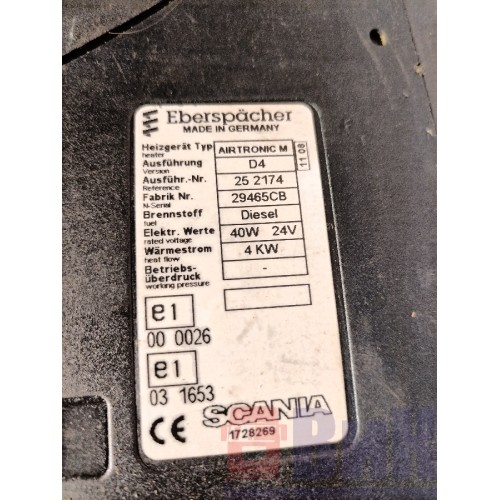 Eberspächer
MADE IN GERMANY
Heizgerät Typ AIRTRONIC M
heater
11 08
Ausführung D4
Version
Ausführ.-Nr. 25 2174
Reference
Fabrik Nr. 29465CB
N-Serial
Brennstoff Diesel
fuel
Elektr. Werte 40W 24V
rated voltage
Wärmestrom 4 KW
heat flow
Betriebs- -
überdruck
working pressure
e1
00 0026
e1
03 1653
CE SCANIA
1728269